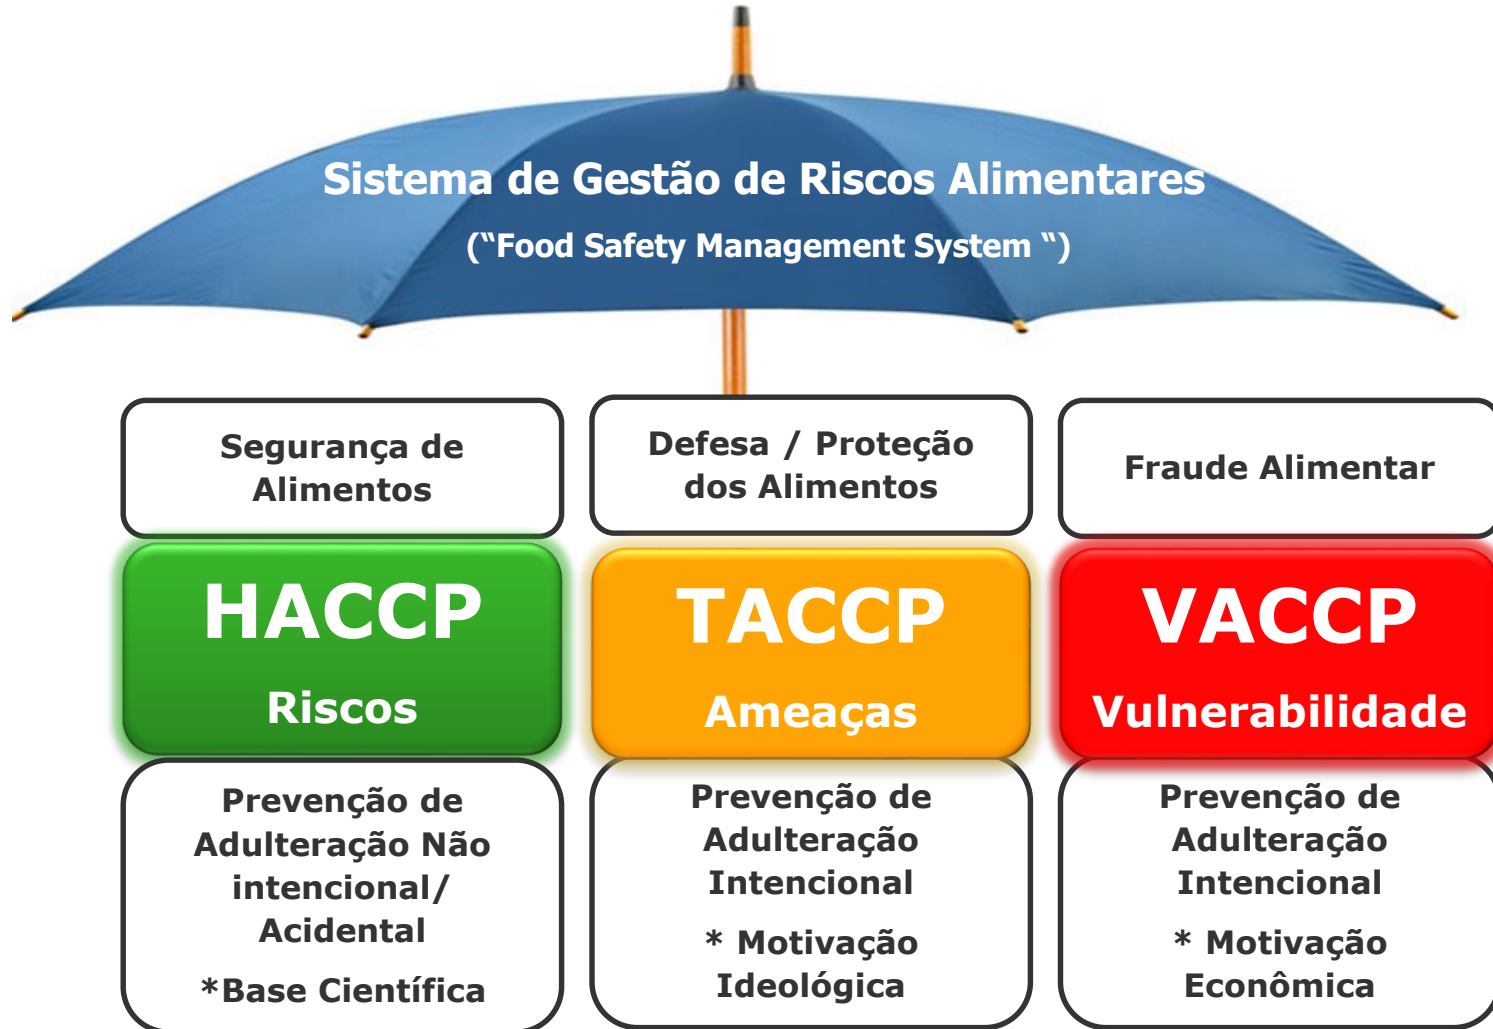 Sistema de Gestão de Riscos Alimentares
(“Food Safety Management System “)
Segurança de
Alimentos
HACCP
Riscos
Prevenção de
Adulteração Não
intencional/
Acidental
*Base Científica
Defesa / Proteção
dos Alimentos
TACCP
Ameaças
Prevenção de
Adulteração
Intencional
* Motivação
Ideológica
Fraude Alimentar
VACCP
Vulnerabilidade
Prevenção de
Adulteração
Intencional
* Motivação
Econômica